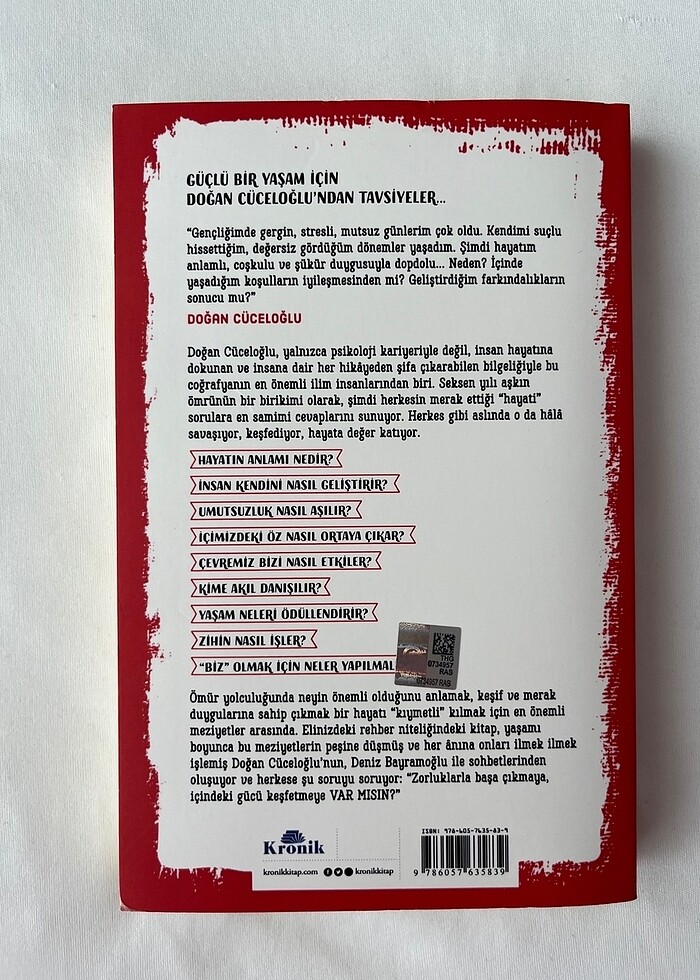 GÜÇLÜ BİR YAŞAM İÇİN
DOĞAN CÜCELOĞLU'NDAN TAVSİYELER...
“Gençliğimde gergin, stresli, mutsuz günlerim çok oldu. Kendimi suçlu
hissettiğim, değersiz gördüğüm dönemler yaşadım. Şimdi hayatım
anlamlı, coşkulu ve şükür duygusuyla dopdolu... Neden? İçinde
yaşadığım koşulların iyileşmesinden mi? Geliştirdiğim farkındalıkların
sonucu mu?”
DOĞAN CÜCELOĞLU
Doğan Cüceloğlu, yalnızca psikoloji kariyeriyle değil, insan hayatına
dokunan ve insana dair her hikâyeden şifa çıkarabilen bilgeliğiyle bu
coğrafyanın en önemli ilim insanlarından biri. Seksen yılı aşkın
ömrünün bir birikimi olarak, şimdi herkesin merak ettiği “hayati”
sorulara en samimi cevaplarını sunuyor. Herkes gibi aslında o da hâlâ
savaşıyor, keşfediyor, hayata değer katıyor.
HAYATIN ANLAMI NEDİR?
İNSAN KENDİNİ NASIL GELİŞTİRİR?
UMUTSUZLUK NASIL AŞILIR?
İÇİMİZDEKİ ÖZ NASIL ORTAYA ÇIKAR?
ÇEVREMİZ BİZİ NASIL ETKİLER?
KİME AKIL DANIŞILIR?
YAŞAM NELERİ ÖDÜLLENDİRİR?
ZİHİN NASIL İŞLER?
“BİZ” OLMAK İÇİN NELER YAPILMAL
THG
0734957
RAB
0734957 RAB
Ömür yolculuğunda neyin önemli olduğunu anlamak, keşif ve merak
duygularına sahip çıkmak bir hayatı “kıymetli” kılmak için en önemli
meziyetler arasında. Elinizdeki rehber niteliğindeki kitap, yaşamı
boyunca bu meziyetlerin peşine düşmüş ve her ânına onları ilmek ilmek
işlemiş Doğan Cüceloğlu'nun, Deniz Bayramoğlu ile sohbetlerinden
oluşuyor ve herkese şu soruyu soruyor: “Zorluklarla başa çıkmaya,
içindeki gücü keşfetmeye VAR MISIN?”
Kronik
kronikkitap.com
kronikkitap
ISBN: 978-605-7635-83-9
9 786057 635839